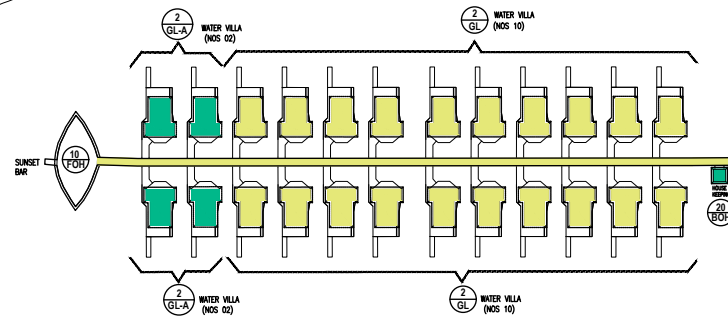 2
GL-A
WATER VILLA
(NOS 02)
2
GL
WATER VILLA
(NOS 10)
SUNSET
BAR
10
FOH
HOUSE
KEEPING
20
BOH
2
GL-A
WATER VILLA
(NOS 02)
2
GL
WATER VILLA
(NOS 10)